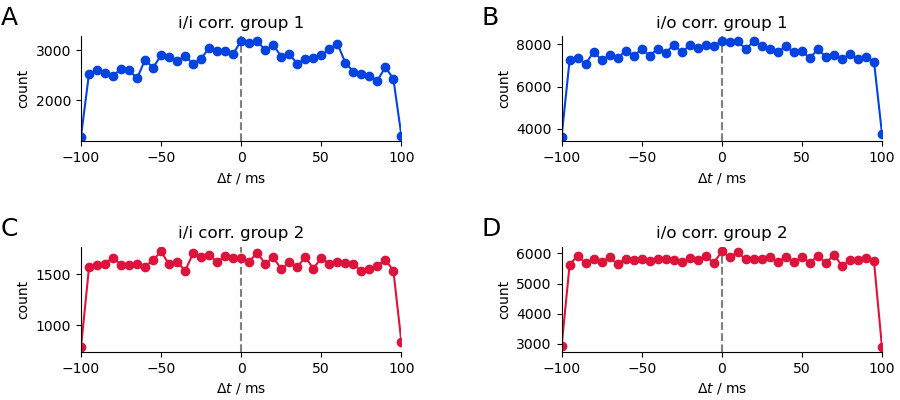 A
i/i corr. group 1
count
3000
2000
−100 −50 0 50 100
Δt / ms
B
i/o corr. group 1
count
8000
6000
4000
−100 −50 0 50 100
Δt / ms
C
i/i corr. group 2
count
1500
1000
−100 −50 0 50 100
Δt / ms
D
i/o corr. group 2
count
6000
5000
4000
3000
−100 −50 0 50 100
Δt / ms